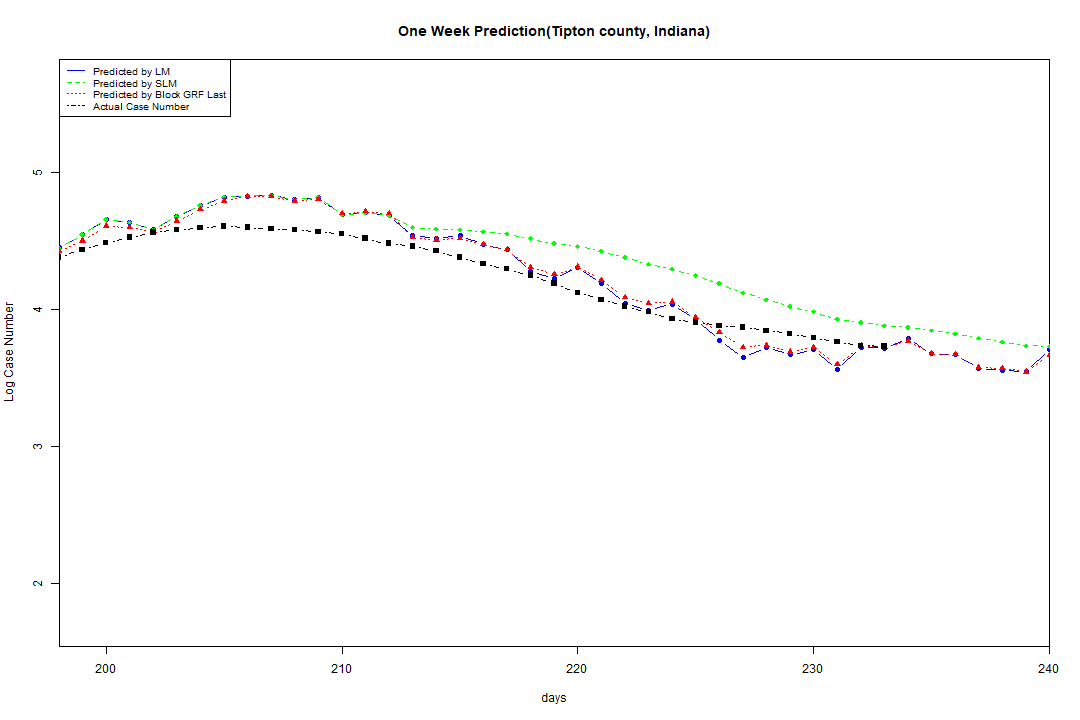 One Week Prediction(Tipton county, Indiana)
Predicted by LM
Predicted by SLM
Predicted by Block GRF Last
Actual Case Number
Log Case Number
5
4
3
2
200 210 220 230 240
days